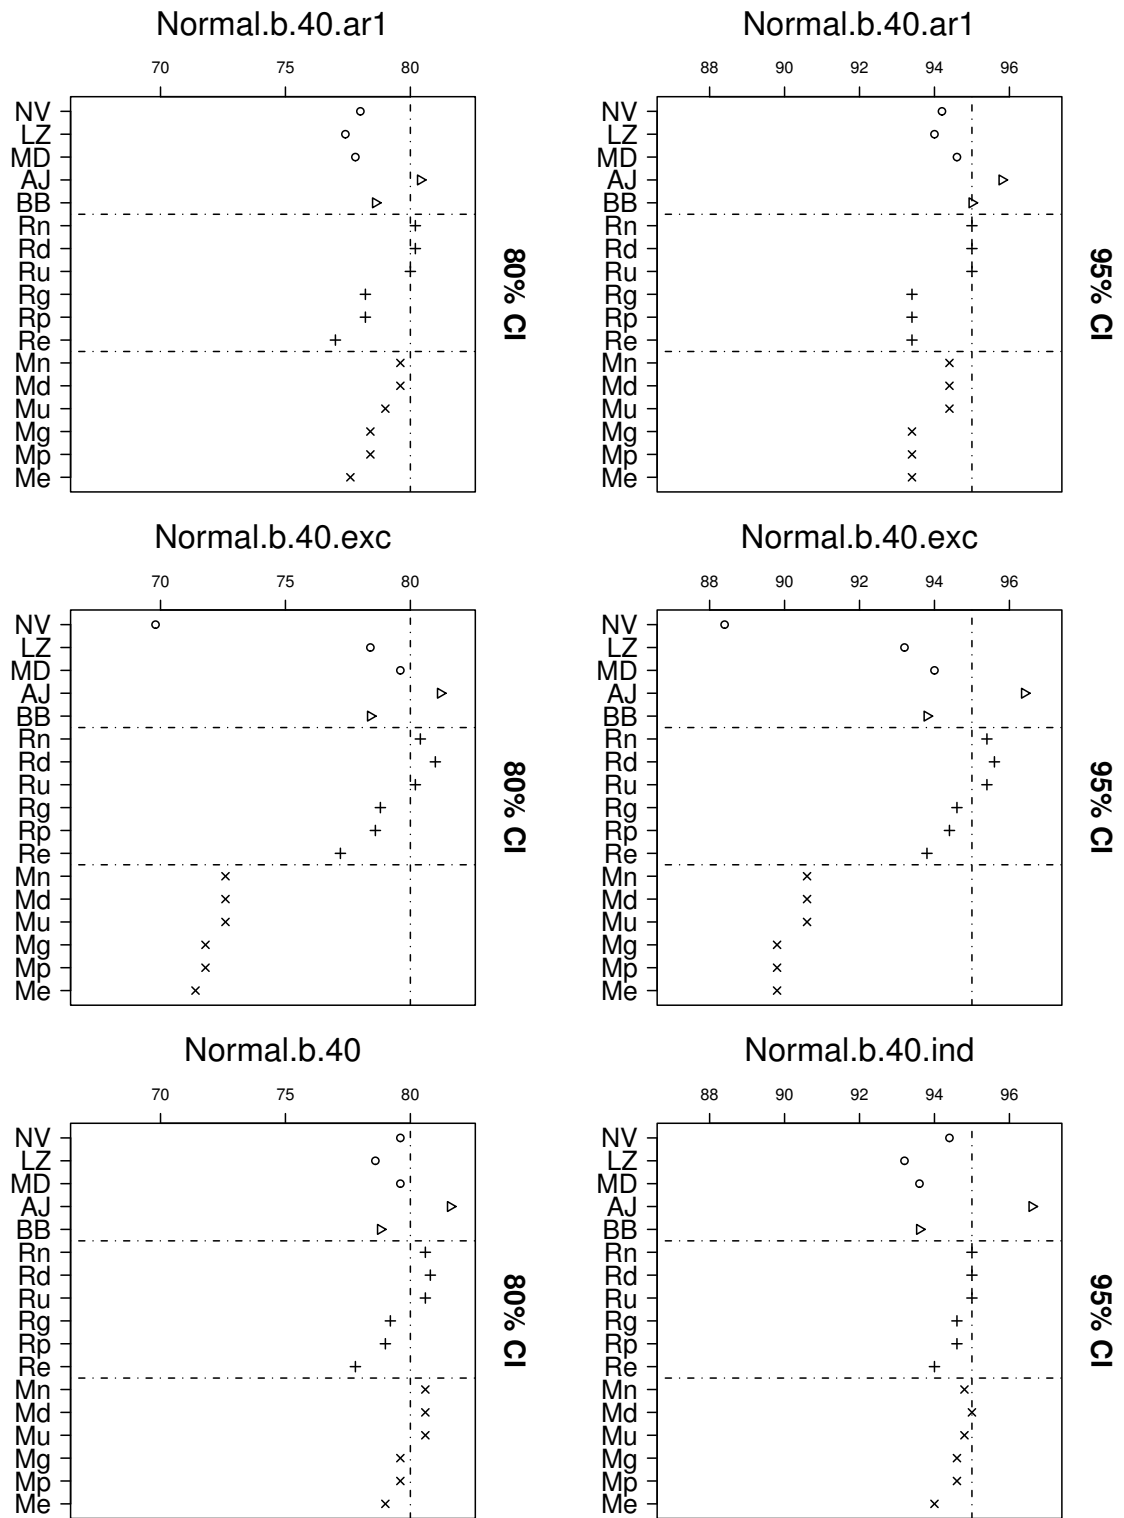 Normal.b.40.ar1
70 75 80
NV
LZ
MD
AJ
BB
Rn
Rd
Ru
Rg
Rp
Re
Mn
Md
Mu
Mg
Mp
Me
80% CI
Normal.b.40.ar1
88 90 92 94 96
NV
LZ
MD
AJ
BB
Rn
Rd
Ru
Rg
Rp
Re
Mn
Md
Mu
Mg
Mp
Me
95% CI
Normal.b.40.exc
70 75 80
NV
LZ
MD
AJ
BB
Rn
Rd
Ru
Rg
Rp
Re
Mn
Md
Mu
Mg
Mp
Me
80% CI
Normal.b.40.exc
88 90 92 94 96
NV
LZ
MD
AJ
BB
Rn
Rd
Ru
Rg
Rp
Re
Mn
Md
Mu
Mg
Mp
Me
95% CI
Normal.b.40
70 75 80
NV
LZ
MD
AJ
BB
Rn
Rd
Ru
Rg
Rp
Re
Mn
Md
Mu
Mg
Mp
Me
80% CI
Normal.b.40.ind
88 90 92 94 96
NV
LZ
MD
AJ
BB
Rn
Rd
Ru
Rg
Rp
Re
Mn
Md
Mu
Mg
Mp
Me
95% CI